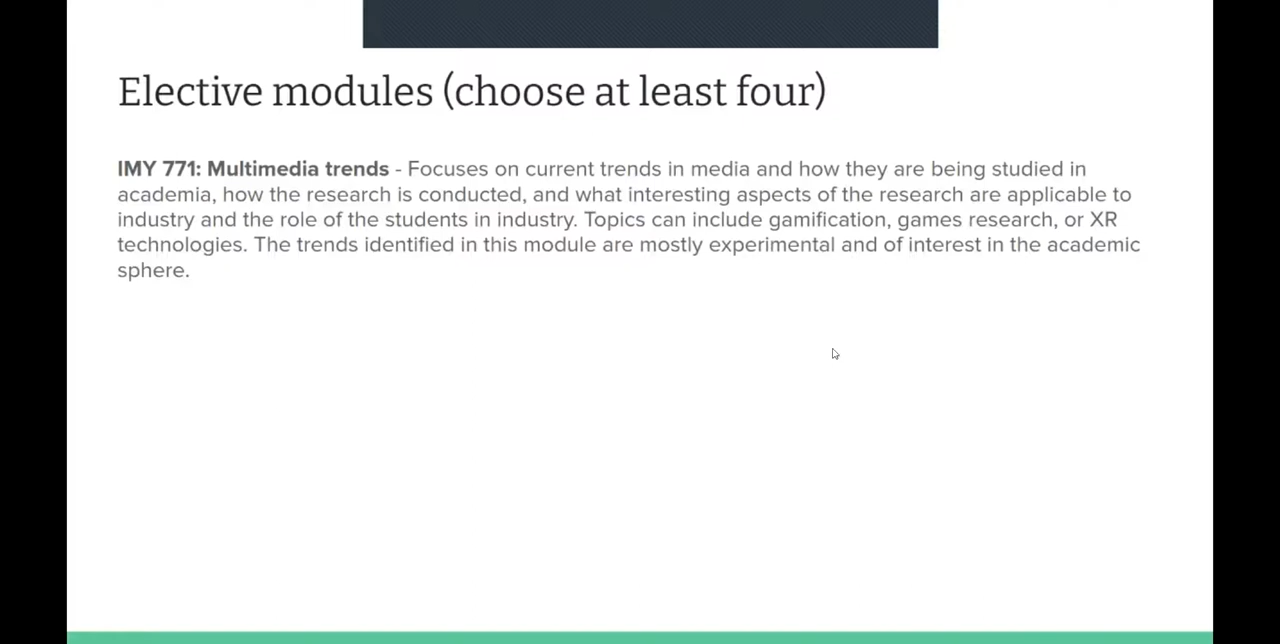 Elective modules (choose at least four)
IMY 771: Multimedia trends - Focuses on current trends in media and how they are being studied in
academia, how the research is conducted, and what interesting aspects of the research are applicable to
industry and the role of the students in industry. Topics can include gamification, games research, or XR
technologies. The trends identified in this module are mostly experimental and of interest in the academic
sphere.